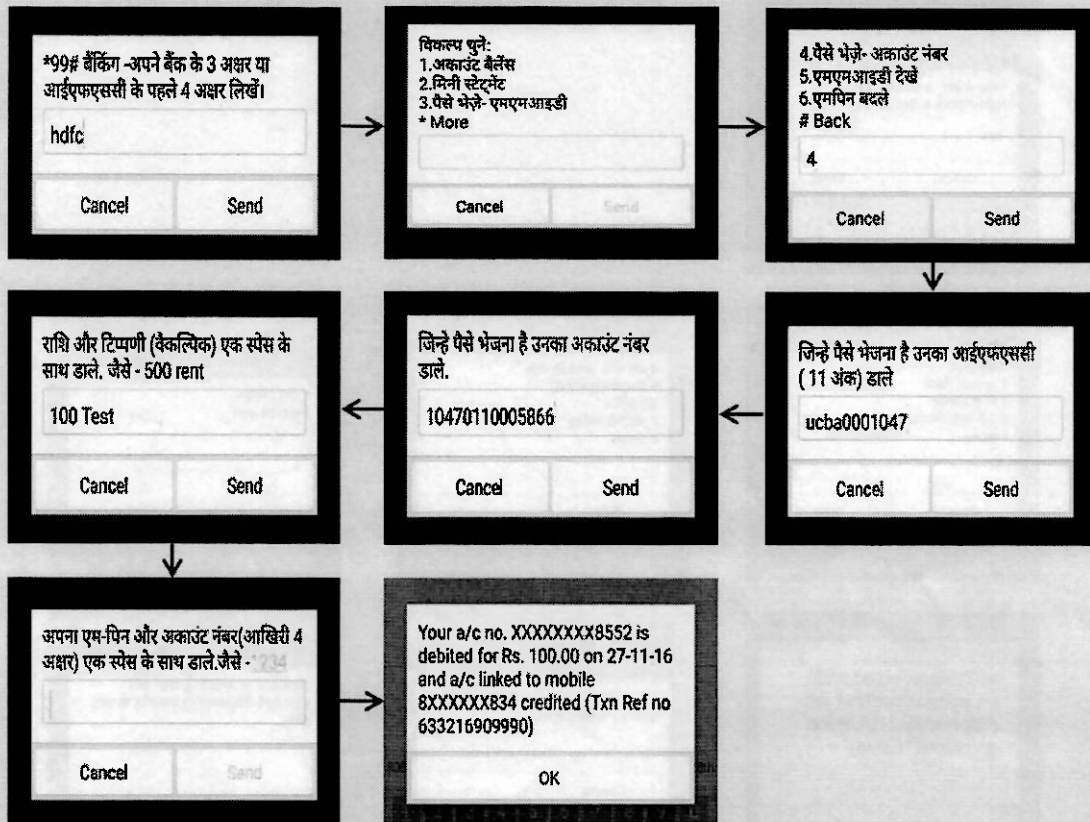 *99# बैंकिंग -अपने बैंक के 3 अक्षर या
आईएफएससी के पहले 4 अक्षर लिखें।
hdfc
Cancel
Send
विकल्प चुनें:
1.अकाउंट बैलेंस
2.मिनी स्टेट्मेंट
3.पैसे भेज़े- एमएमआइडी
* More
Cancel
Send
4.पैसे भेज़े- अकाउंट नंबर
5.एमएमआइडी देखें
6.एमपिन बदले
# Back
4
Cancel
Send
जिन्हे पैसे भेजना है उनका आईएफएससी
( 11 अंक) डाले
ucba0001047
Cancel
Send
जिन्हे पैसे भेजना है उनका अकाउंट नंबर
डाले.
10470110005866
Cancel
Send
राशि और टिप्पणी (वैकल्पिक) एक स्पेस के
साथ डाले. जैसे - 500 rent
100 Test
Cancel
Send
अपना एम-पिन और अकाउंट नंबर(आखिरी 4
अक्षर) एक स्पेस के साथ डाले.जैसे - 1234
Cancel
Send
Your a/c no. XXXXXXXX8552 is
debited for Rs. 100.00 on 27-11-16
and a/c linked to mobile
8XXXXXX834 credited (Txn Ref no
633216909990)
OK